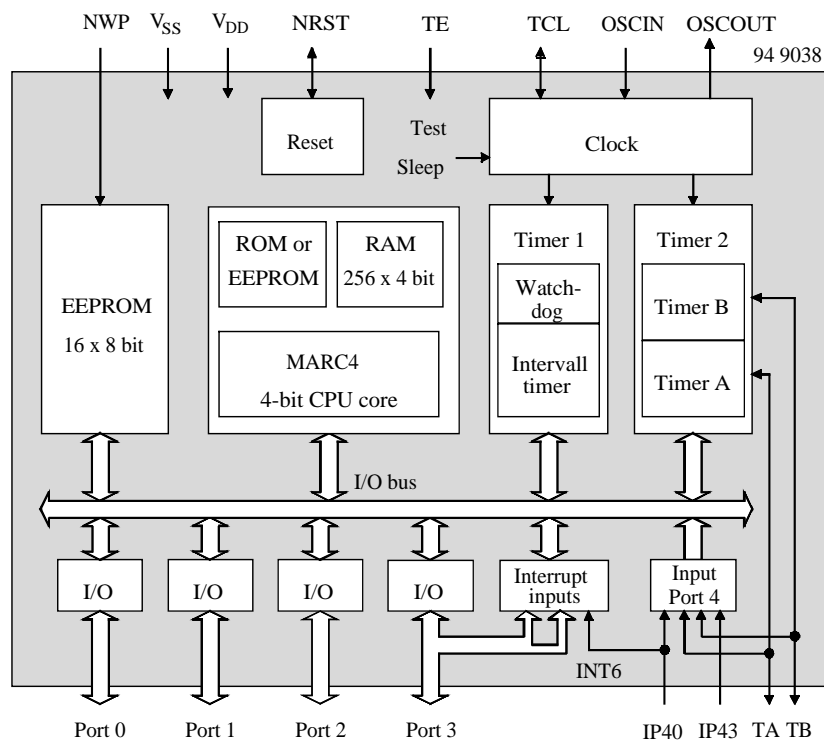 NWP VSS VDD NRST TE TCL OSCIN OSCOUT
94 9038
Reset
Test
Sleep
Clock
EEPROM
16 x 8 bit
ROM or
EEPROM
RAM
256 x 4 bit
MARC4
4-bit CPU core
Timer 1
Watch-
dog
Intervall
timer
Timer 2
Timer B
Timer A
I/O bus
I/O I/O I/O I/O
Interrupt
inputs
Input
Port 4
INT6
Port 0 Port 1 Port 2 Port 3 IP40 IP43 TA TB